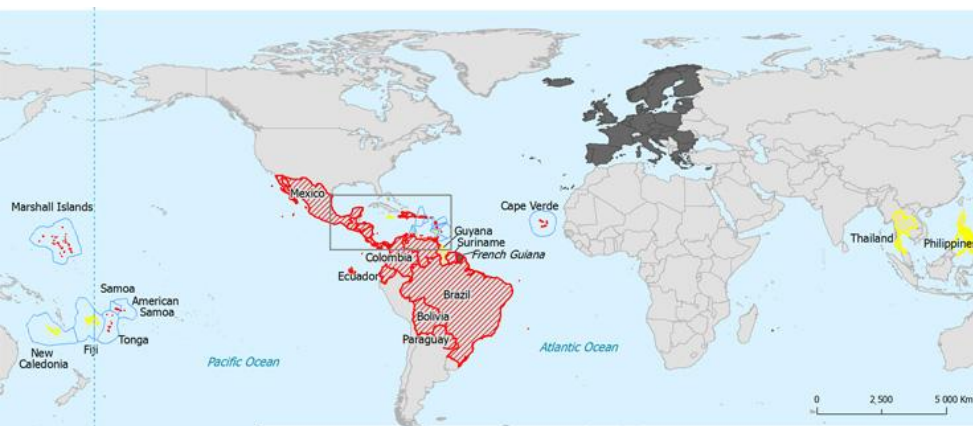 Mexico
Marshall Islands
Cape Verde
Guyana
Suriname
French Guiana
Colombia
Ecuador
Thailand
Philippine
Samoa
American
Samoa
Brazil
Bolivia
Paraguay
Tonga
Fiji
New
Caledonia
Pacific Ocean
Atlantic Ocean
0 2,500 5 000 Km